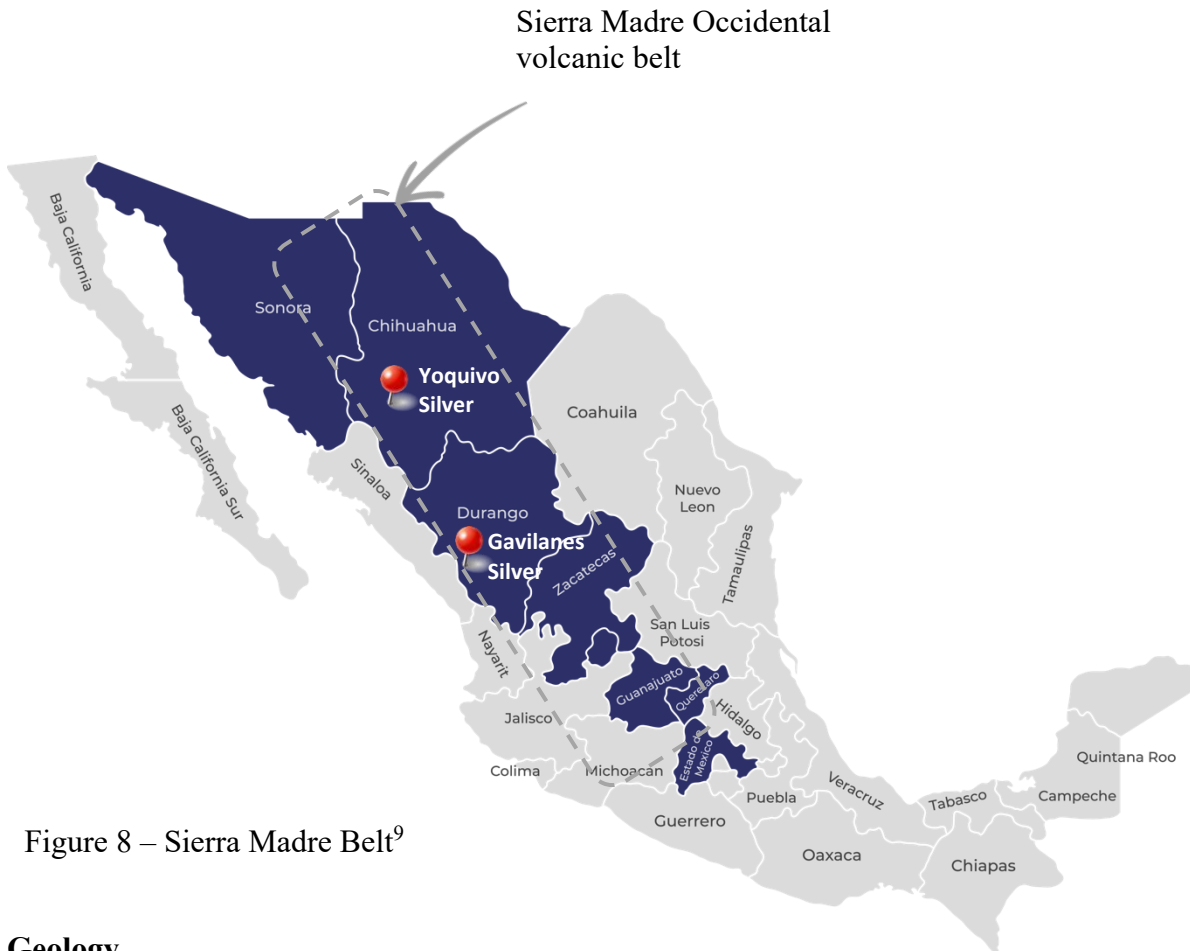 Sierra Madre Occidental
volcanic belt
Baja California
Sonora
Chihuahua
Yoquivo
Silver
Coahuila
Baja California Sur
Sinaloa
Nuevo
Leon
Durango
Tamaulipas
Gavilanes
Silver
Zacatecas
San Luis
Potosi
Nayarit
Guanajuato
Queretaro
Hidalgo
Jalisco
Estado de
Mexico
Colima
Michoacan
Quintana Roo
Puebla
Veracruz
Tabasco
Campeche
Guerrero
Oaxaca
Chiapas
Figure 8 – Sierra Madre Belt⁹
Geology